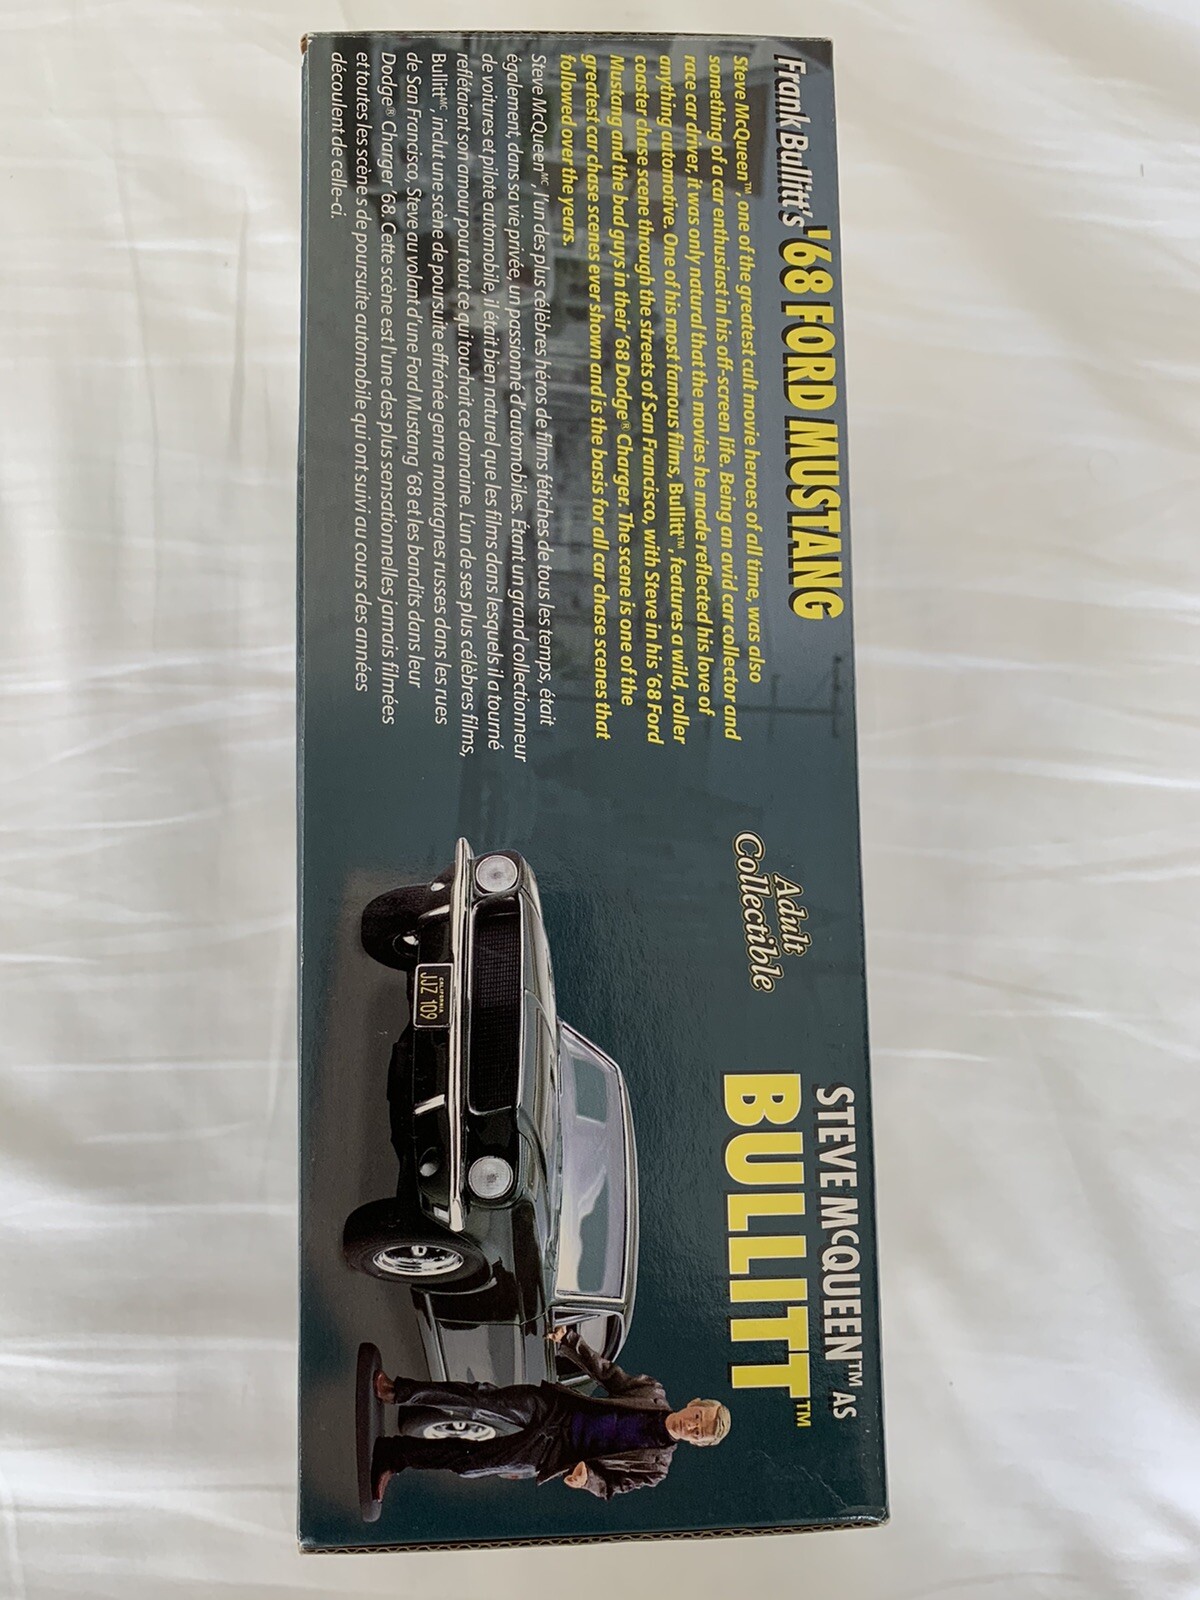 Frank Bullitt's '68 FORD MUSTANG
Steve McQueen™, one of the greatest cult movie heroes of all time, was also
something of a car enthusiast in his off-screen life. Being an avid car collector and
race car driver, it was only natural that the movies he made reflected his love of
anything automotive. One of his most famous films, Bullitt™, features a wild, roller
coaster chase scene through the streets of San Francisco, with Steve in his '68 Ford
Mustang and the bad guys in their '68 Dodge® Charger. The scene is one of the
greatest car chase scenes ever shown and is the basis for all car chase scenes that
followed over the years.
Steve McQueen MC, l'un des plus célèbres héros de films fétiches de tous les temps, était
également, dans sa vie privée, un passionné d'automobiles. Étant un grand collectionneur
de voitures et pilote automobile, il était bien naturel que les films dans lesquels il a tourné
reflétaient son amour pour tout ce qui touchait ce domaine. L'un de ses plus célèbres films,
Bullitt MC, inclut une scène de poursuite effrénée genre montagnes russes dans les rues
de San Francisco, Steve au volant d'une Ford Mustang '68 et les bandits dans leur
Dodge® Charger '68. Cette scène est l'une des plus sensationnelles jamais filmées
et toutes les scènes de poursuite automobile qui ont suivi au cours des années
découlent de celle-ci.
Adult
Collectible
STEVE McQUEEN™ AS
BULLITT™
CALIFORNIA
JJZ 109